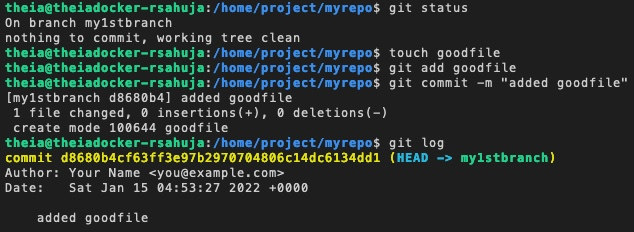 theia@theiadocker-rsahuja:/home/project/myrepo$ git status
On branch my1stbranch
nothing to commit, working tree clean
theia@theiadocker-rsahuja:/home/project/myrepo$ touch goodfile
theia@theiadocker-rsahuja:/home/project/myrepo$ git add goodfile
theia@theiadocker-rsahuja:/home/project/myrepo$ git commit -m "added goodfile"
[my1stbranch d8680b4] added goodfile
 1 file changed, 0 insertions(+), 0 deletions(-)
 create mode 100644 goodfile
theia@theiadocker-rsahuja:/home/project/myrepo$ git log
commit d8680b4cf63ff3e97b2970704806c14dc6134dd1 (HEAD -> my1stbranch)
Author: Your Name <you@example.com>
Date:   Sat Jan 15 04:53:27 2022 +0000

    added goodfile